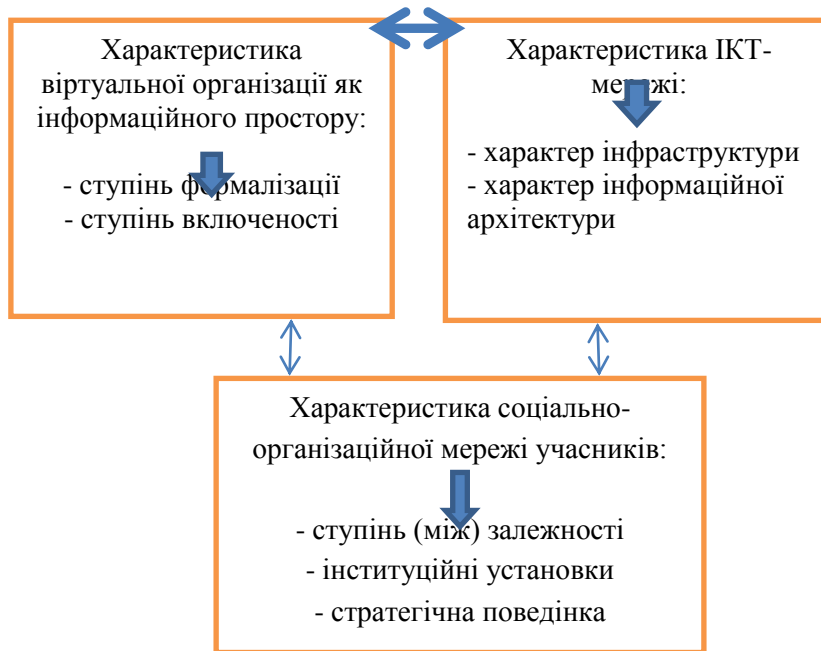 Характеристика
віртуальної організації як
інформаційного простору:
- ступінь формалізації
- ступінь включеності
Характеристика ІКТ-
мережі:
- характер інфраструктури
- характер інформаційної
архітектури
Характеристика соціально-
організаційної мережі учасників:
- ступінь (між) залежності
- інституційні установки
- стратегічна поведінка